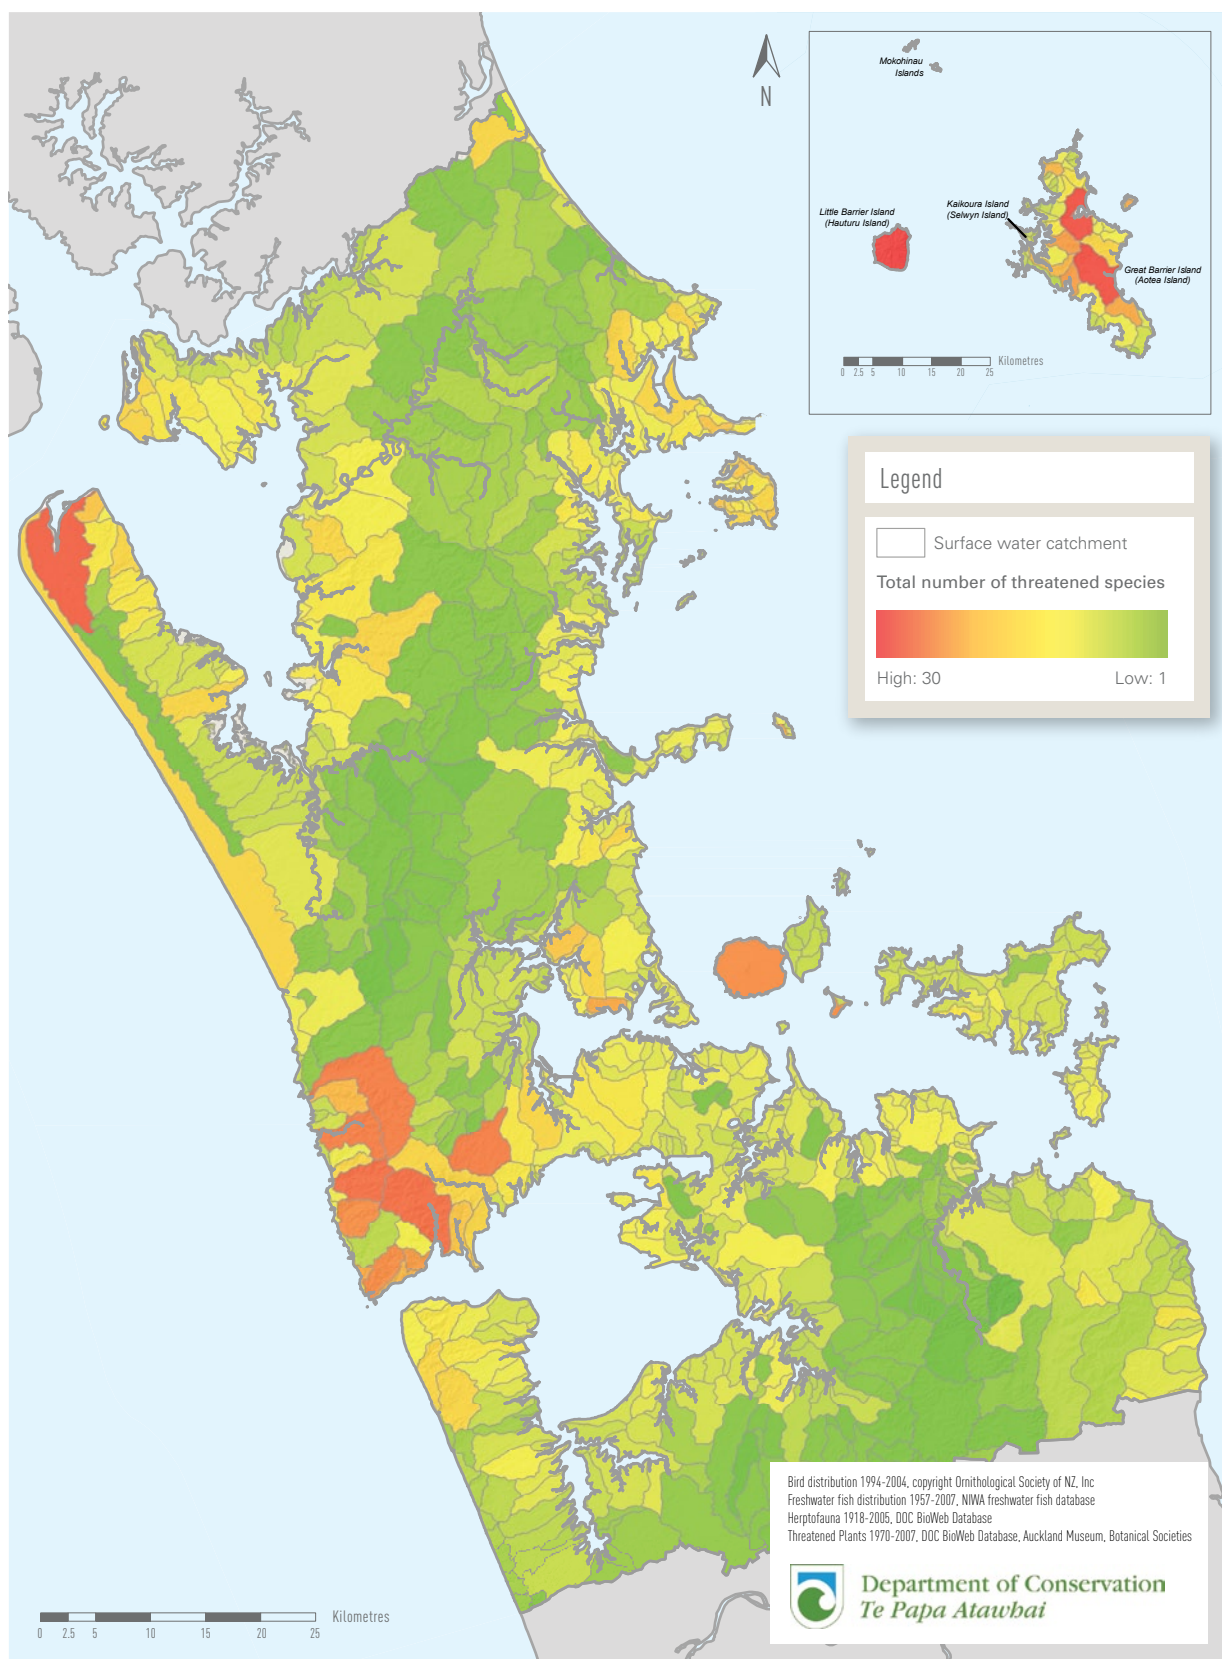 N
Mokohinau
Islands
Little Barrier Island
(Hauturu Island)
Kaikoura Island
(Selwyn Island)
Great Barrier Island
(Aotea Island)
Kilometres
0 2.5 5 10 15 20 25
Legend
Surface water catchment
Total number of threatened species
High: 30 Low: 1
Bird distribution 1994-2004, copyright Ornithological Society of NZ, Inc
Freshwater fish distribution 1957-2007, NIWA freshwater fish database
Herptofauna 1918-2005, DOC BioWeb Database
Threatened Plants 1970-2007, DOC BioWeb Database, Auckland Museum, Botanical Societies
Department of Conservation
Te Papa Atawhai
Kilometres
0 2.5 5 10 15 20 25